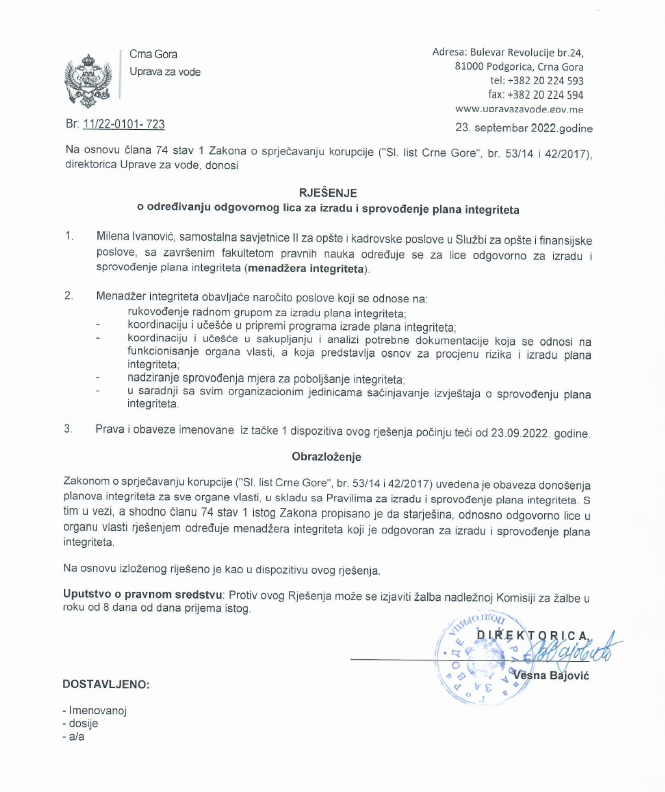 Crna Gora
Uprava za vode
Adresa: Bulevar Revolucije br.24,
81000 Podgorica, Crna Gora
tel: +382 20 224 593
fax: +382 20 224 594
www.upravazavode.gov.me
Br: 11/22-0101- 723
23. septembar 2022.godine
Na osnovu člana 74 stav 1 Zakona o sprječavanju korupcije ("Sl. list Crne Gore", br. 53/14 i 42/2017),
direktorica Uprave za vode, donosi
RJEŠENJE
o određivanju odgovornog lica za izradu i sprovođenje plana integriteta
1. Milena Ivanović, samostalna savjetnice II za opšte i kadrovske poslove u Službi za opšte i finansijske
poslove, sa završenim fakultetom pravnih nauka određuje se za lice odgovorno za izradu i
sprovođenje plana integriteta (menadžera integriteta).
2. Menadžer integriteta obavljaće naročito poslove koji se odnose na:
rukovođenje radnom grupom za izradu plana integriteta;
- koordinaciju i učešće u pripremi programa izrade plana integriteta;
- koordinaciju i učešće u sakupljanju i analizi potrebne dokumentacije koja se odnosi na
funkcionisanje organa vlasti, a koja predstavlja osnov za procjenu rizika i izradu plana
integriteta;
- nadziranje sprovođenja mjera za poboljšanje integriteta;
- u saradnji sa svim organizacionim jedinicama sačinjavanje izvještaja o sprovođenju plana
integriteta.
3. Prava i obaveze imenovane iz tačke 1 dispozitiva ovog rješenja počinju teći od 23.09.2022. godine.
Obrazloženje
Zakonom o sprječavanju korupcije ("Sl. list Crne Gore", br. 53/14 i 42/2017) uvedena je obaveza donošenja
planova integriteta za sve organe vlasti, u skladu sa Pravilima za izradu i sprovođenje plana integriteta. S
tim u vezi, a shodno članu 74 stav 1 istog Zakona propisano je da starješina, odnosno odgovorno lice u
organu vlasti rješenjem određuje menadžera integriteta koji je odgovoran za izradu i sprovođenje plana
integriteta.
Na osnovu izloženog riješeno je kao u dispozitivu ovog rješenja.
Uputstvo o pravnom sredstvu: Protiv ovog Rješenja može se izjaviti žalba nadležnoj Komisiji za žalbe u
roku od 8 dana od dana prijema istog.
DIREKTORICA
Vesna Bajović
DOSTAVLJENO:
- Imenovanoj
- dosije
- a/a